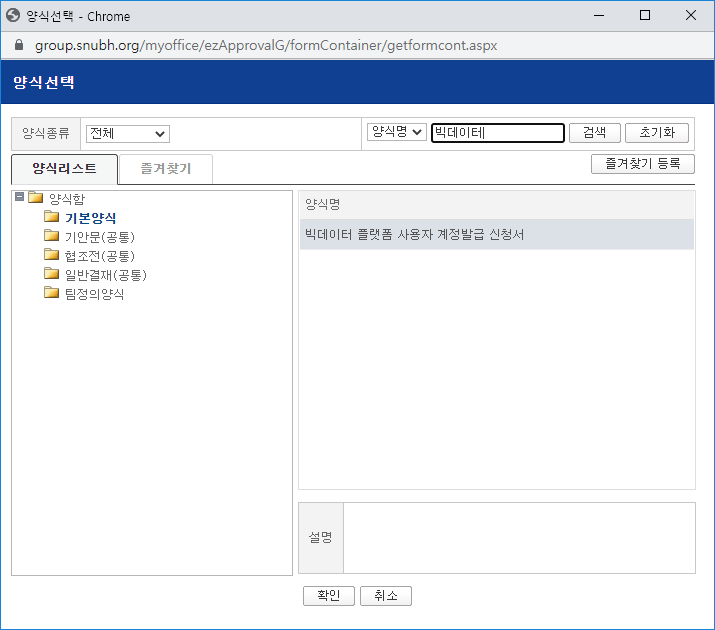 양식선택 - Chrome
group.snubh.org/myoffice/ezApprovalG/formContainer/getformcont.aspx
양식선택
양식종류 전체 양식명 빅데이터 검색 초기화
양식리스트 즐겨찾기 즐겨찾기 등록
양식함
기본양식
기안문(공통)
협조전(공통)
일반결재(공통)
팀정의양식
양식명
빅데이터 플랫폼 사용자 계정발급 신청서
설명
확인 취소